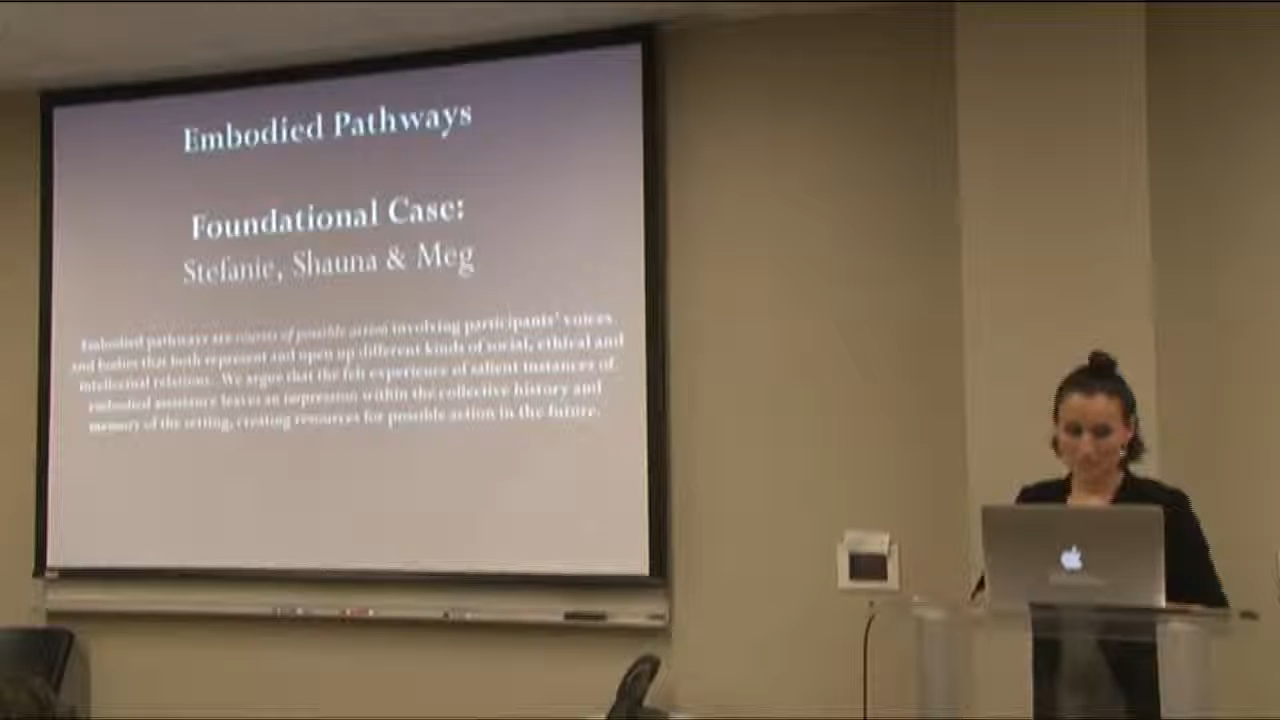 Embodied Pathways
Foundational Case:
Stefanie, Shauna & Meg
Embodied pathways are courses of possible action involving participants' voices
and bodies that both represent and open up different kinds of social, ethical and
intellectual relations. We argue that the felt experience of salient instances of
embodied assistance leaves an impression within the collective history and
memory of the setting, creating resources for possible action in the future.